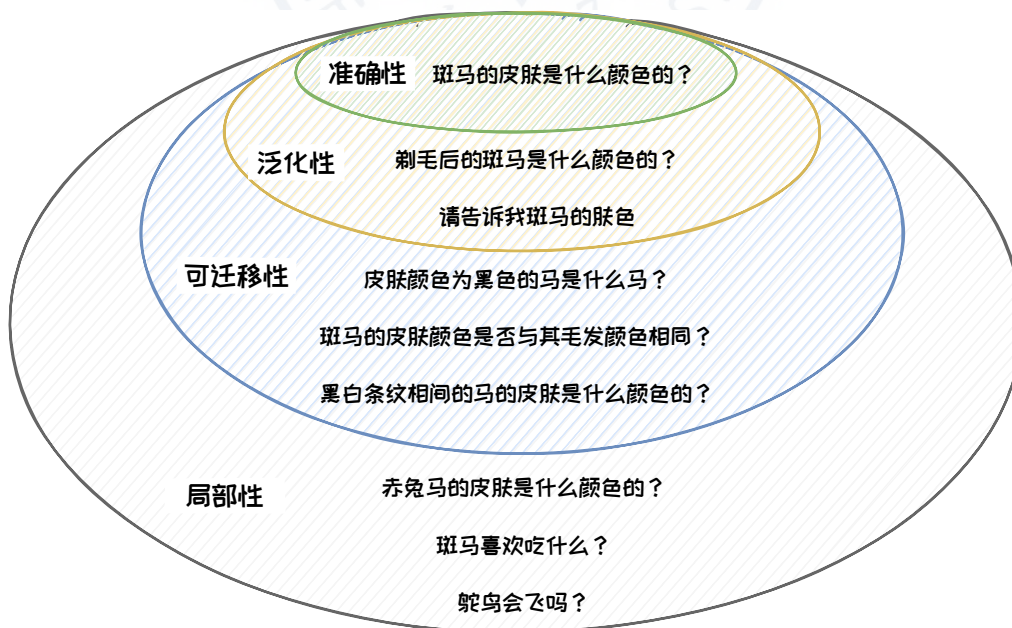 准确性 斑马的皮肤是什么颜色的？
泛化性 剃毛后的斑马是什么颜色的？
请告诉我斑马的肤色
可迁移性 皮肤颜色为黑色的马是什么马？
斑马的皮肤颜色是否与其毛发颜色相同？
黑白条纹相间的马的皮肤是什么颜色的？
局部性 赤兔马的皮肤是什么颜色的？
斑马喜欢吃什么？
鸵鸟会飞吗？